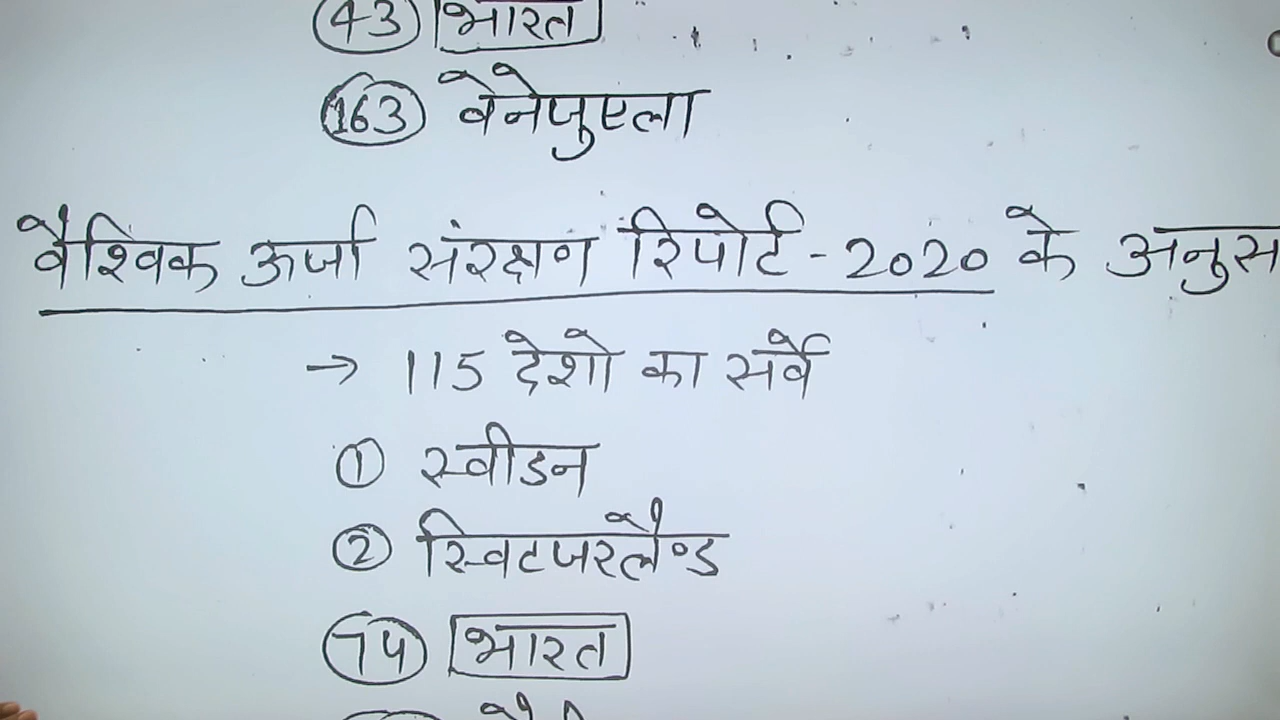 43 भारत
163 वेनेजुएला
वैश्विक ऊर्जा संरक्षण रिपोर्ट - 2020 के अनुस
→ 115 देशो का सर्वे
1 स्वीडन
2 स्विटजरलैण्ड
74 भारत